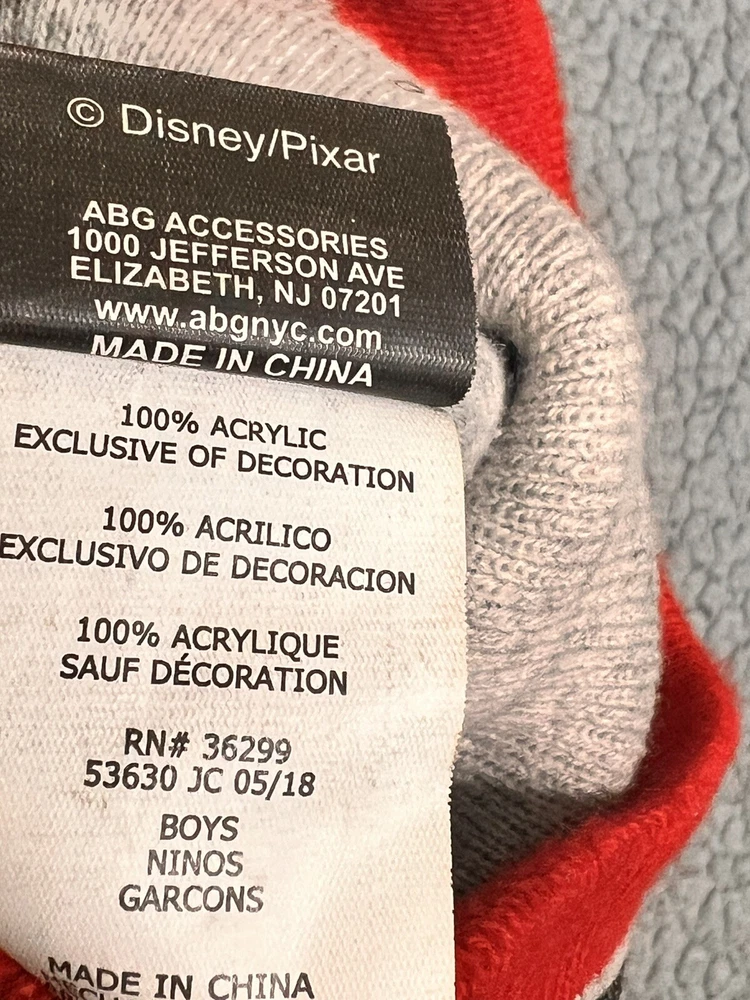 © Disney/Pixar
ABG ACCESSORIES
1000 JEFFERSON AVE
ELIZABETH, NJ 07201
www.abgnyc.com
MADE IN CHINA
100% ACRYLIC
EXCLUSIVE OF DECORATION
100% ACRILICO
EXCLUSIVO DE DECORACION
100% ACRYLIQUE
SAUF DÉCORATION
RN# 36299
53630 JC 05/18
BOYS
NINOS
GARCONS
MADE IN CHINA